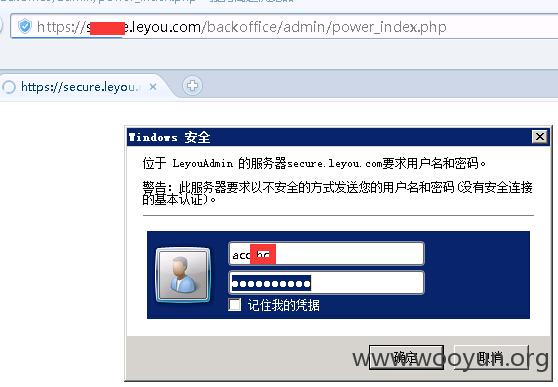 https://s re.leyou.com/backoffice/admin/power_index.php
https://secure.leyou.
Windows 安全
位于 LeyouAdmin 的服务器secure.leyou.com要求用户名和密码。
警告：此服务器要求以不安全的方式发送您的用户名和密码(没有安全连接
的基本认证)。
acc
●●●●●●●●●●
记住我的凭据
确定 取消
www.wooyun.org